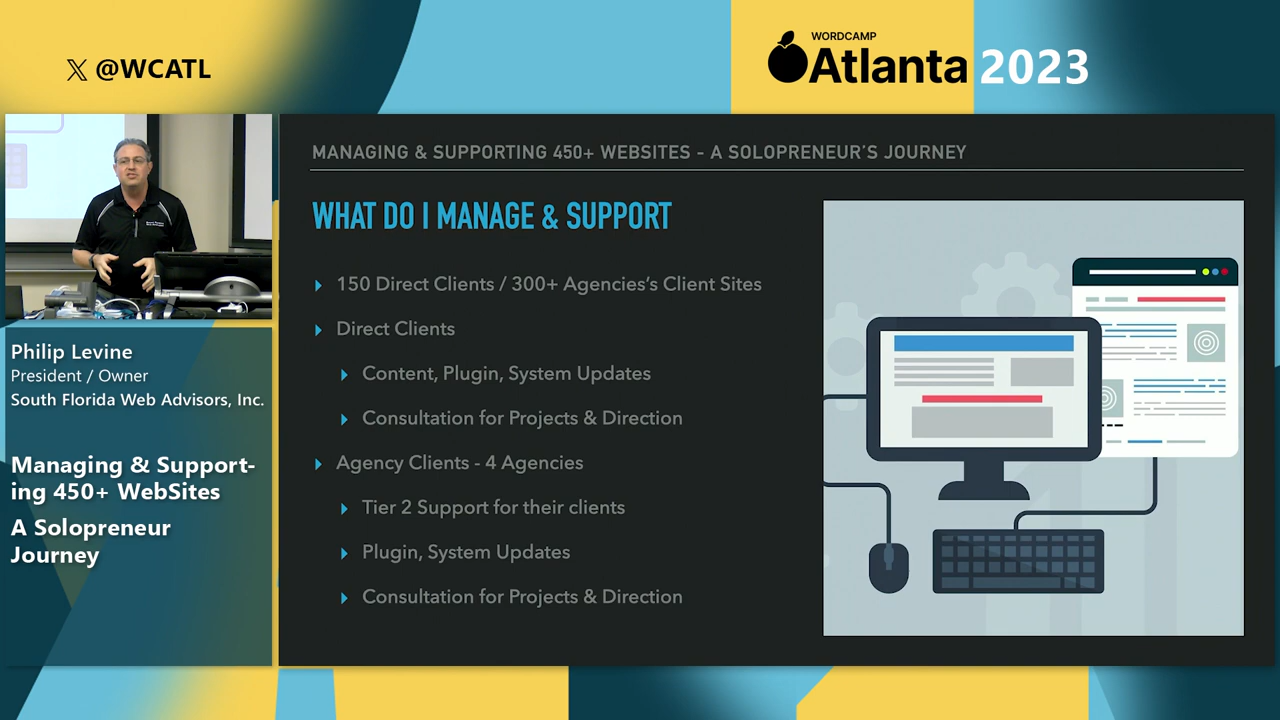 𝕏 @WCATL
WORDCAMP
Atlanta 2023
MANAGING & SUPPORTING 450+ WEBSITES - A SOLOPRENEUR'S JOURNEY
WHAT DO I MANAGE & SUPPORT
150 Direct Clients / 300+ Agencies's Client Sites
Direct Clients
Content, Plugin, System Updates
Consultation for Projects & Direction
Agency Clients - 4 Agencies
Tier 2 Support for their clients
Plugin, System Updates
Consultation for Projects & Direction
Philip Levine
President / Owner
South Florida Web Advisors, Inc.
Managing & Support-
ing 450+ WebSites
A Solopreneur
Journey